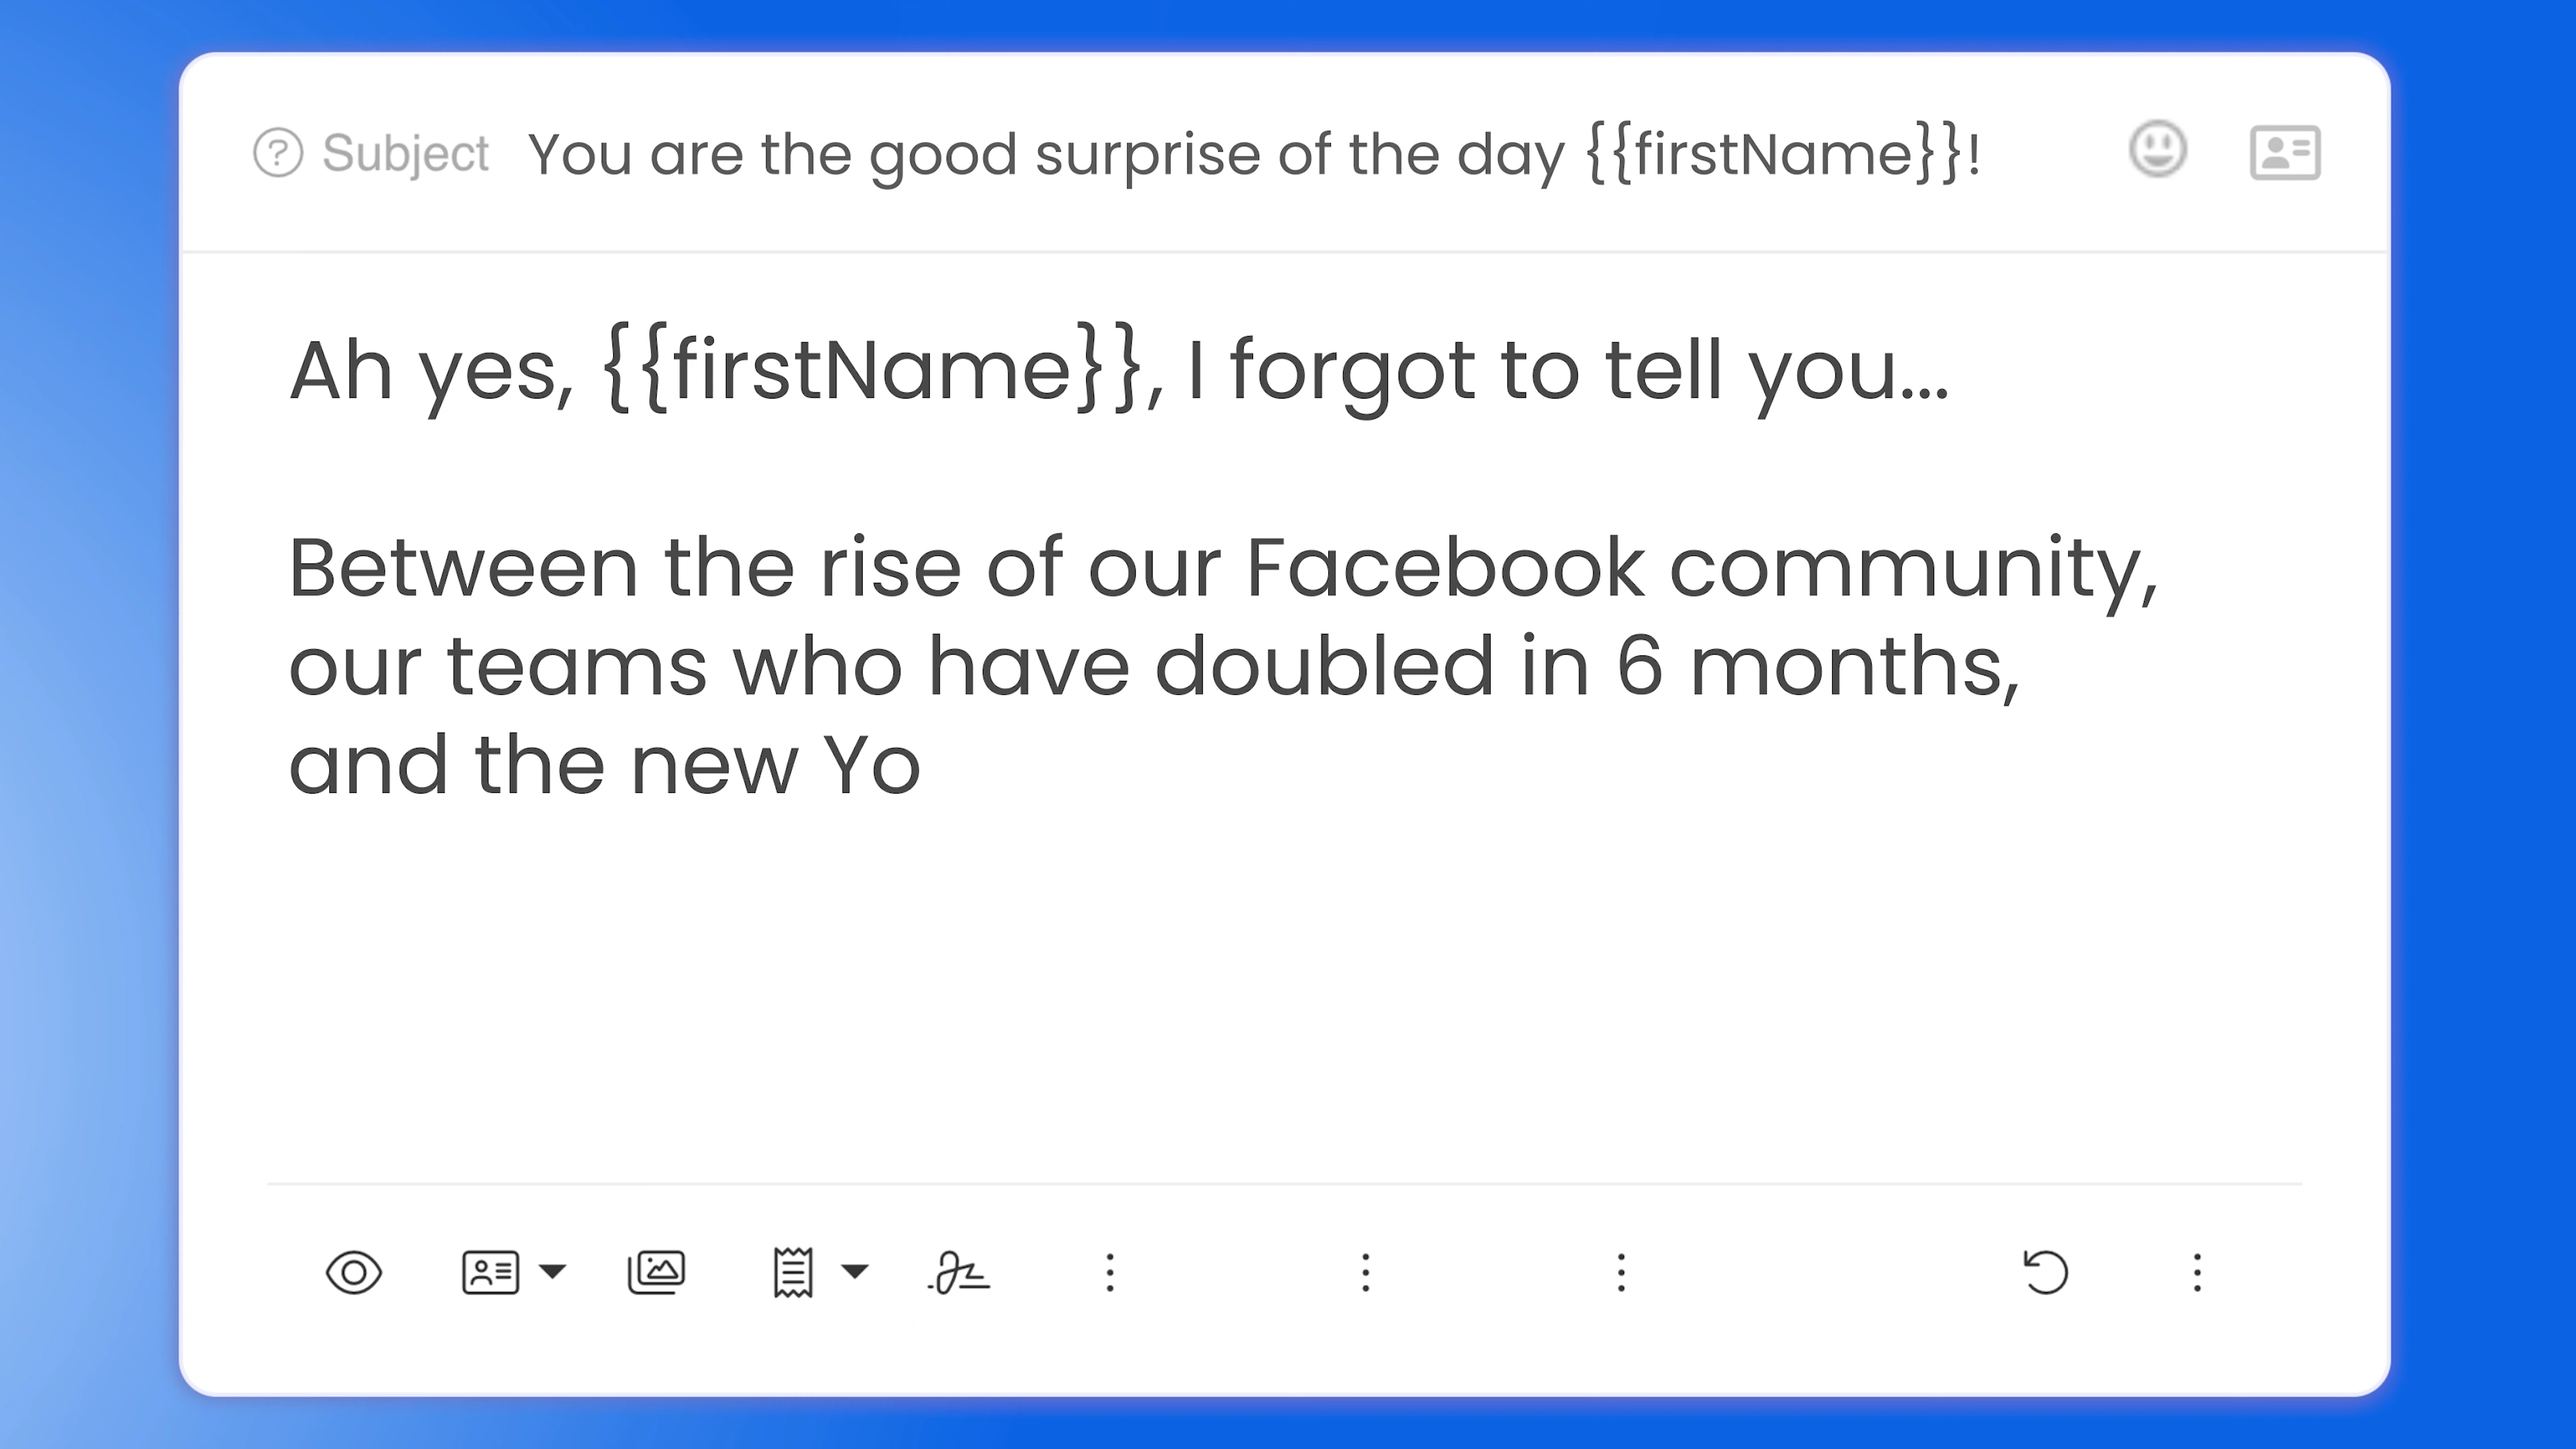 Subject You are the good surprise of the day {{firstName}}!
Ah yes, {{firstName}}, I forgot to tell you...
Between the rise of our Facebook community,
our teams who have doubled in 6 months,
and the new Yo